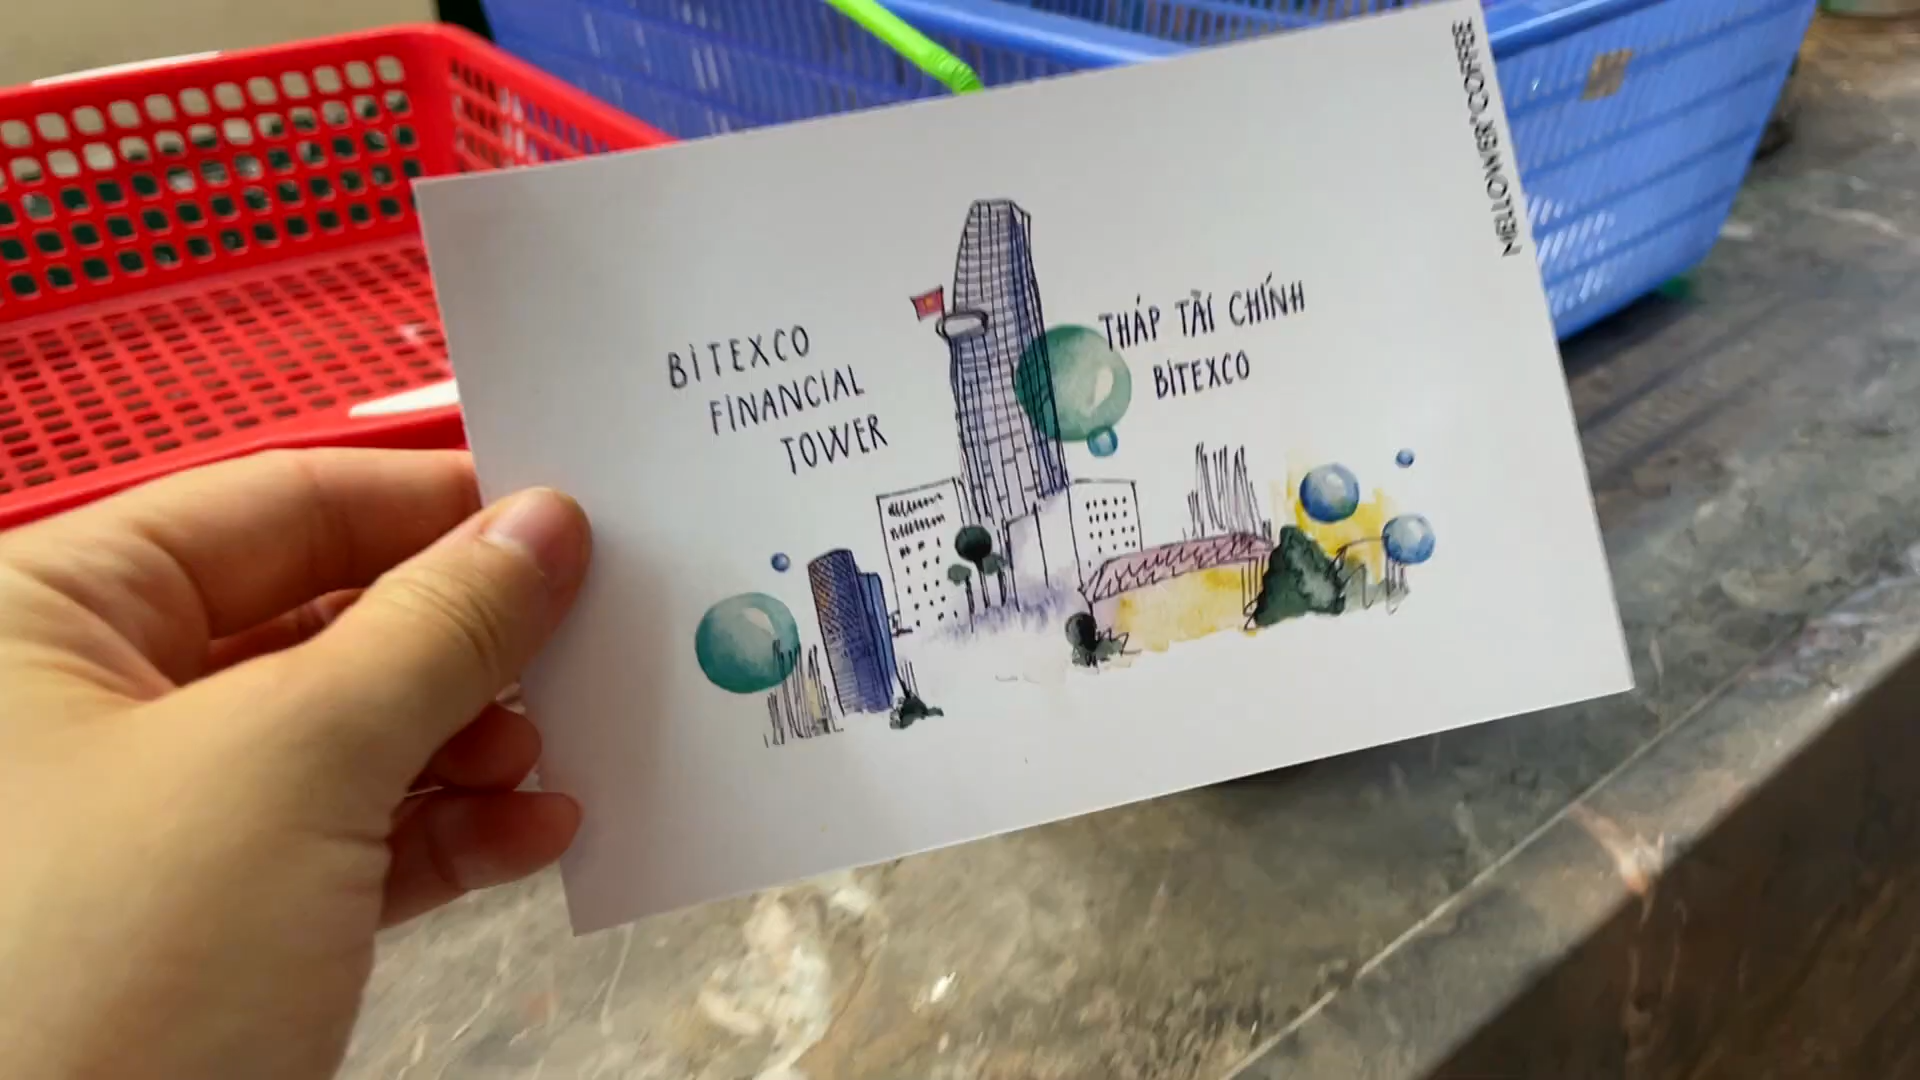 BITEXCO
FINANCIAL
TOWER
THÁP TÀI CHÍNH
BITEXCO
MELLOWER COFFEE